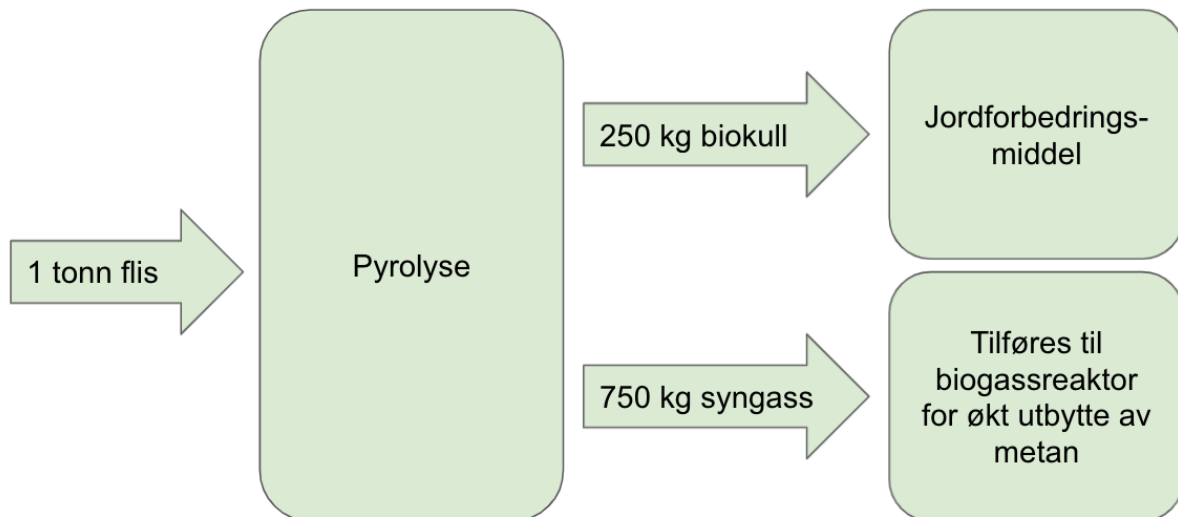 1 tonn flis
Pyrolyse
250 kg biokull
Jordforbedrings-
middel
750 kg syngass
Tilføres til
biogassreaktor
for økt utbytte av
metan